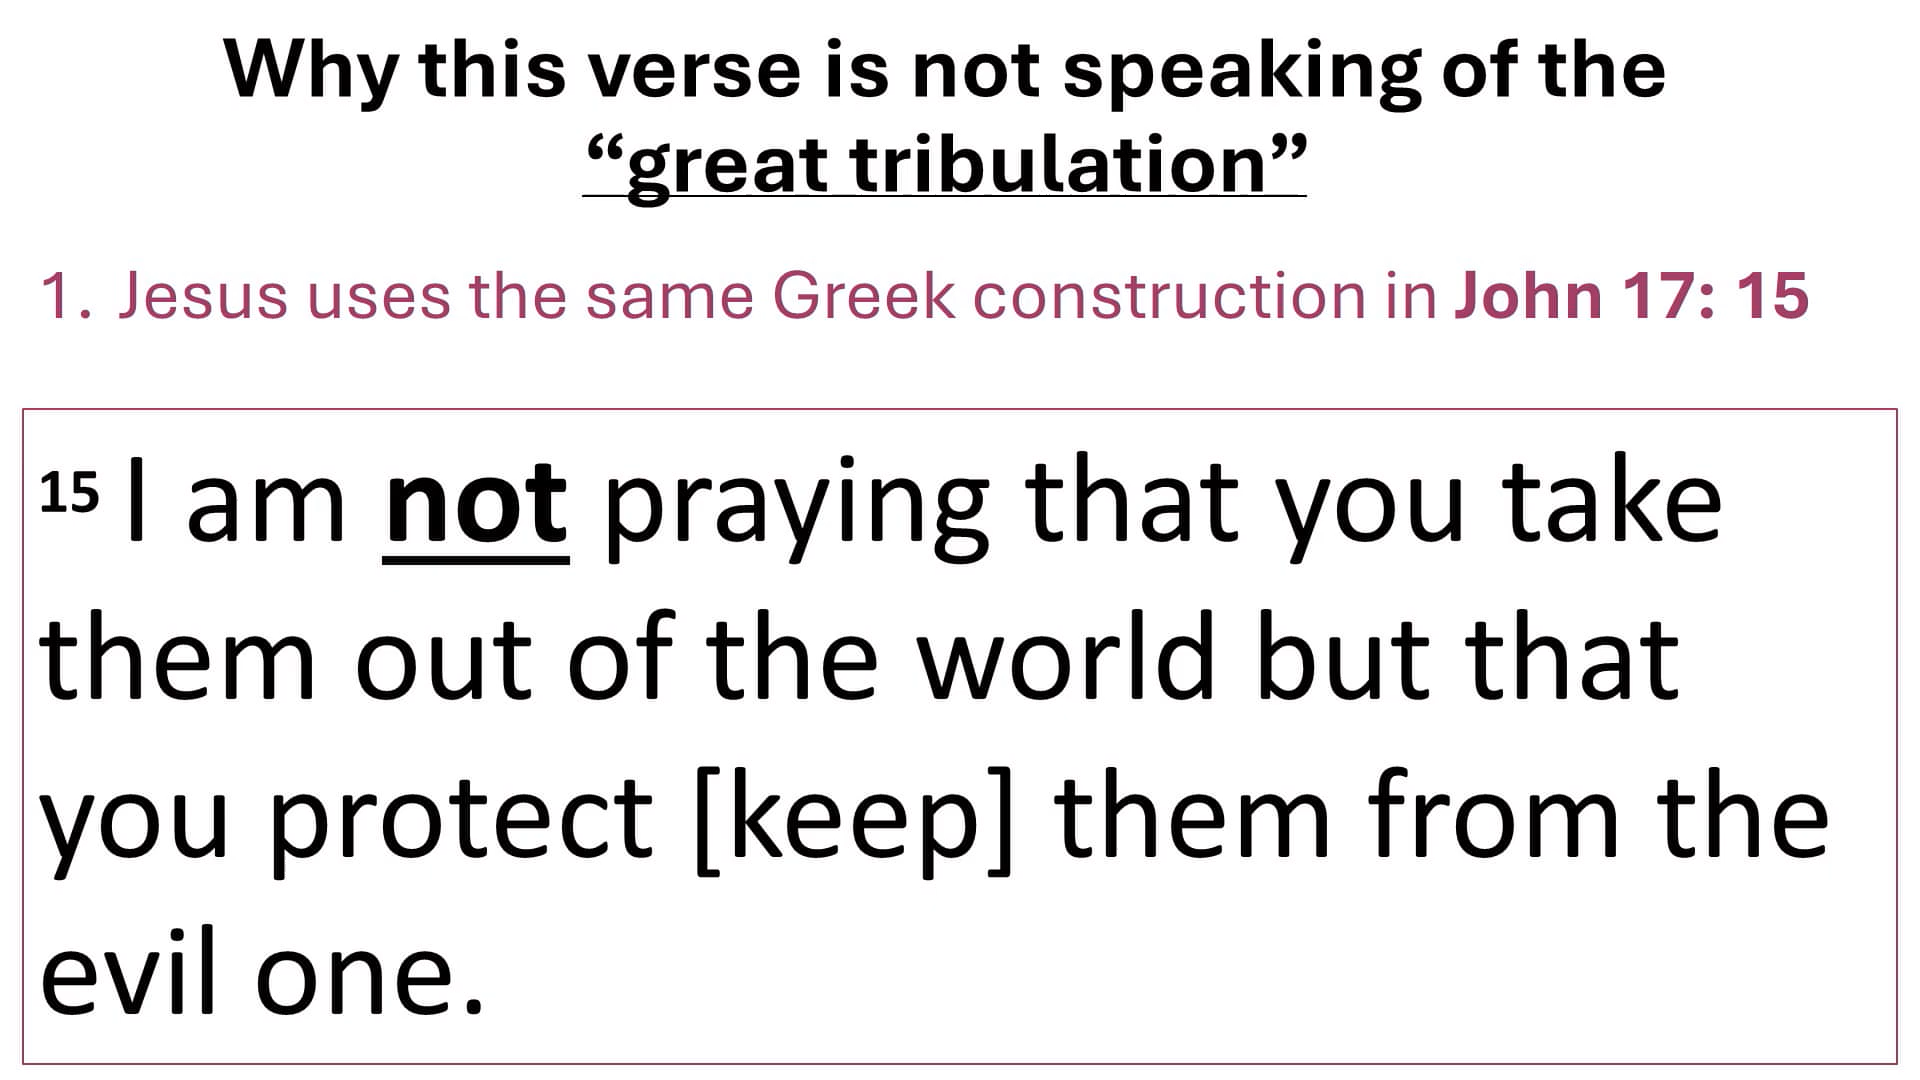 Why this verse is not speaking of the
“great tribulation”
1. Jesus uses the same Greek construction in John 17: 15
15 I am not praying that you take
them out of the world but that
you protect [keep] them from the
evil one.